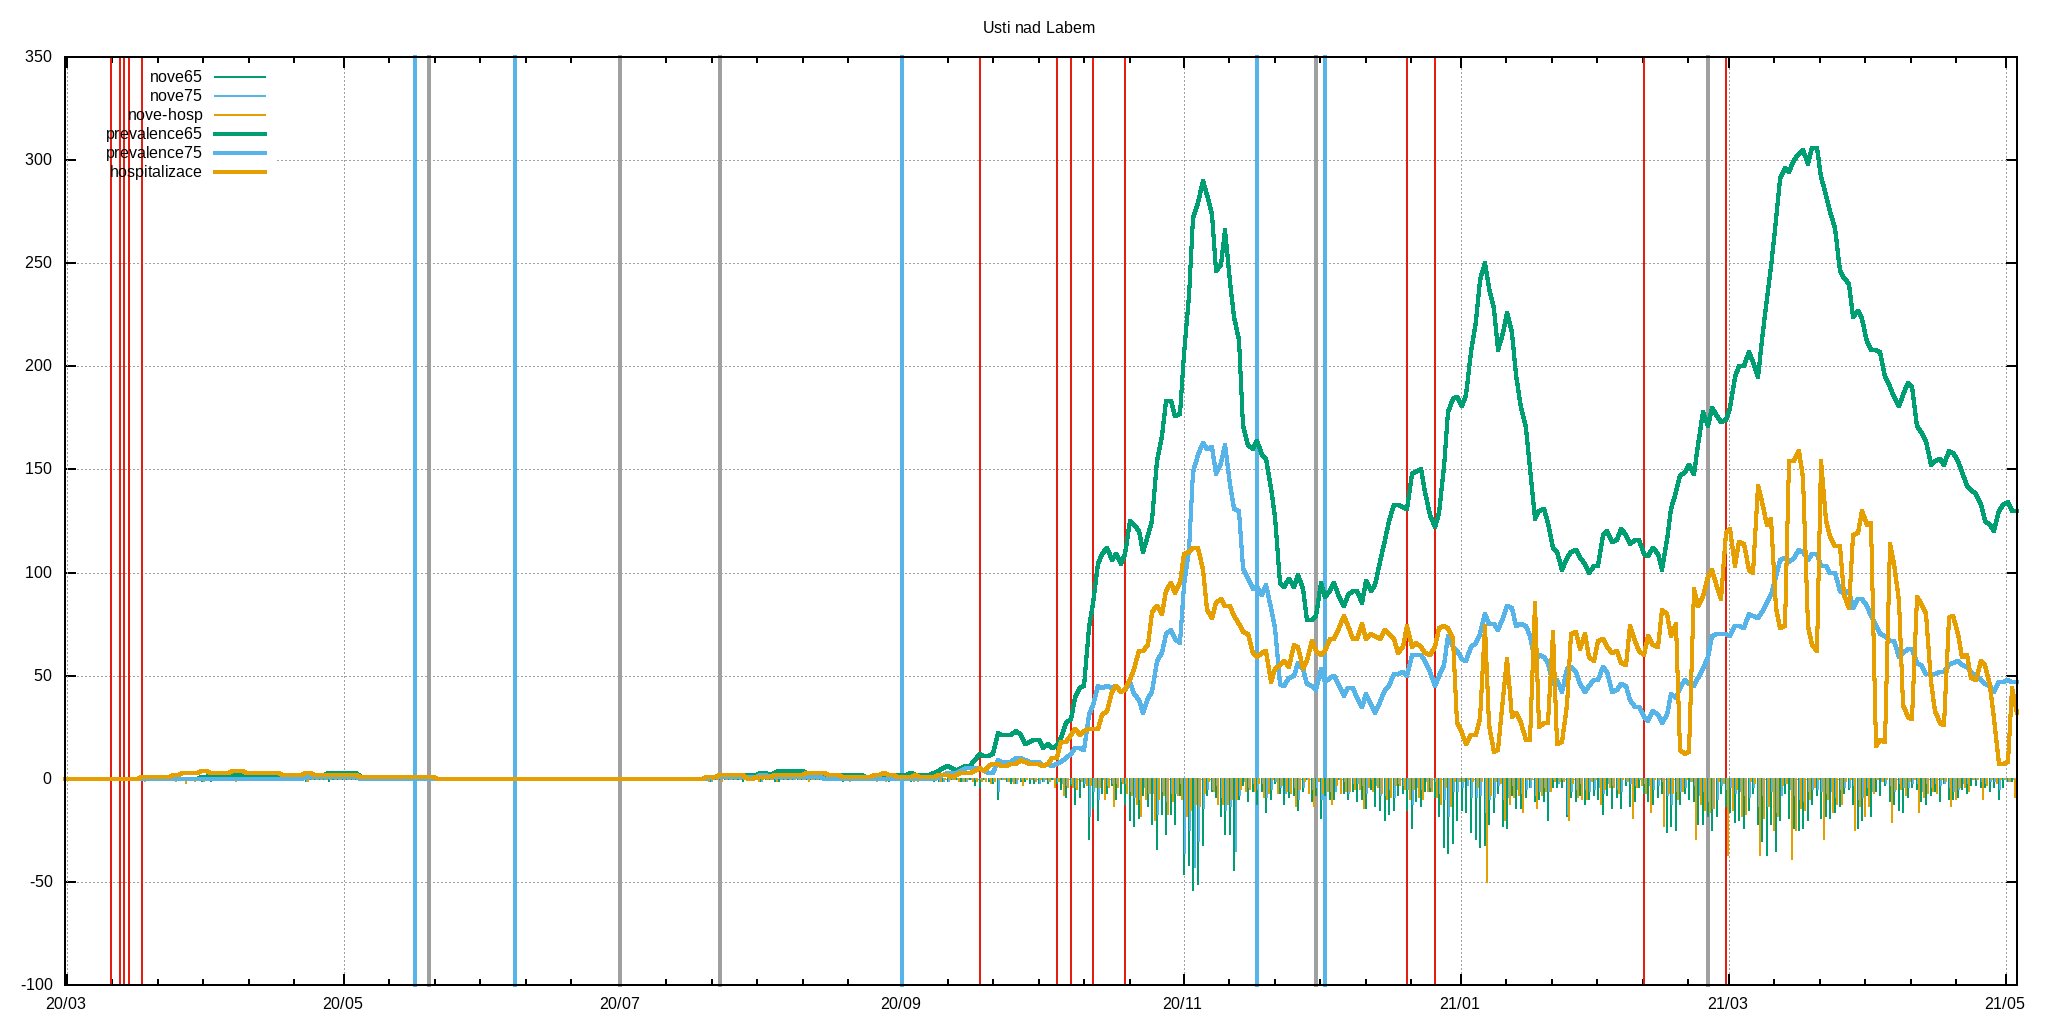 Usti nad Labem
350
300
250
200
150
100
50
0
-50
-100
nove65
nove75
nove-hosp
prevalence65
prevalence75
hospitalizace
20/03 20/05 20/07 20/09 20/11 21/01 21/03 21/05